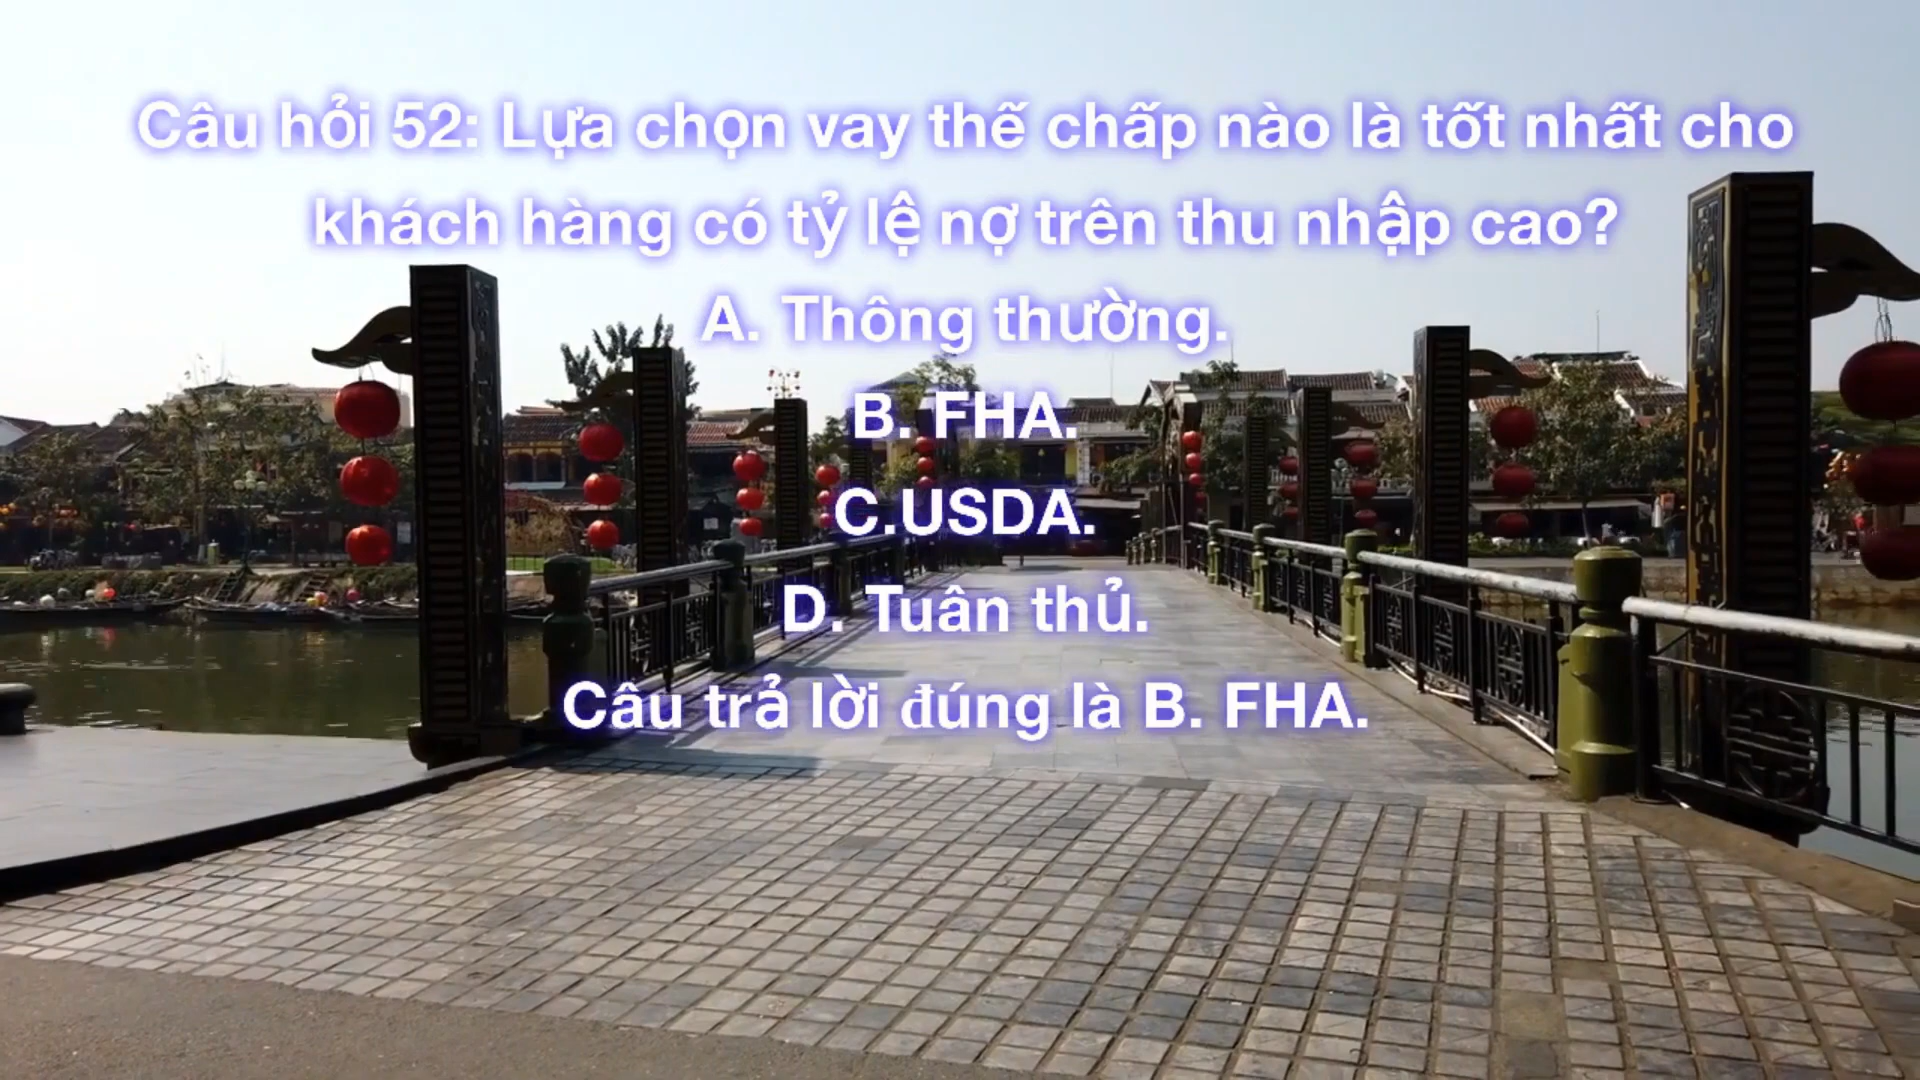 Câu hỏi 52: Lựa chọn vay thế chấp nào là tốt nhất cho
khách hàng có tỷ lệ nợ trên thu nhập cao?
A. Thông thường.
B. FHA.
C.USDA.
D. Tuân thủ.
Câu trả lời đúng là B. FHA.